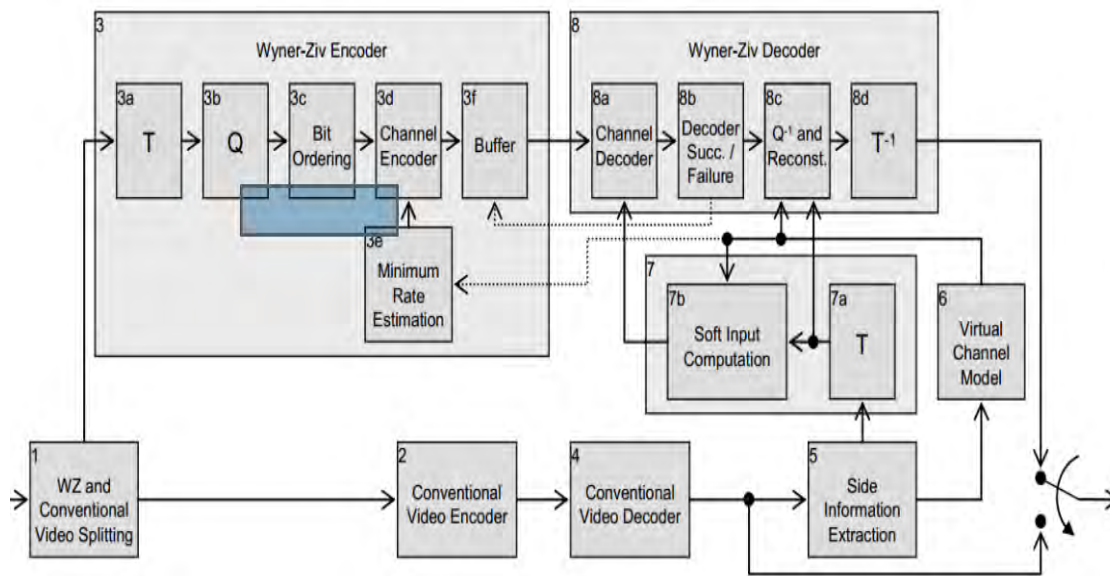 3
Wyner-Ziv Encoder
3a
T
3b
Q
3c
Bit
Ordering
3d
Channel
Encoder
3f
Buffer
3e
Minimum
Rate
Estimation
8
Wyner-Ziv Decoder
8a
Channel
Decoder
8b
Decoder
Succ. /
Failure
8c
Q-1 and
Reconst.
8d
T-1
7
7b
Soft Input
Computation
7a
T
6
Virtual
Channel
Model
1
WZ and
Conventional
Video Splitting
2
Conventional
Video Encoder
4
Conventional
Video Decoder
5
Side
Information
Extraction